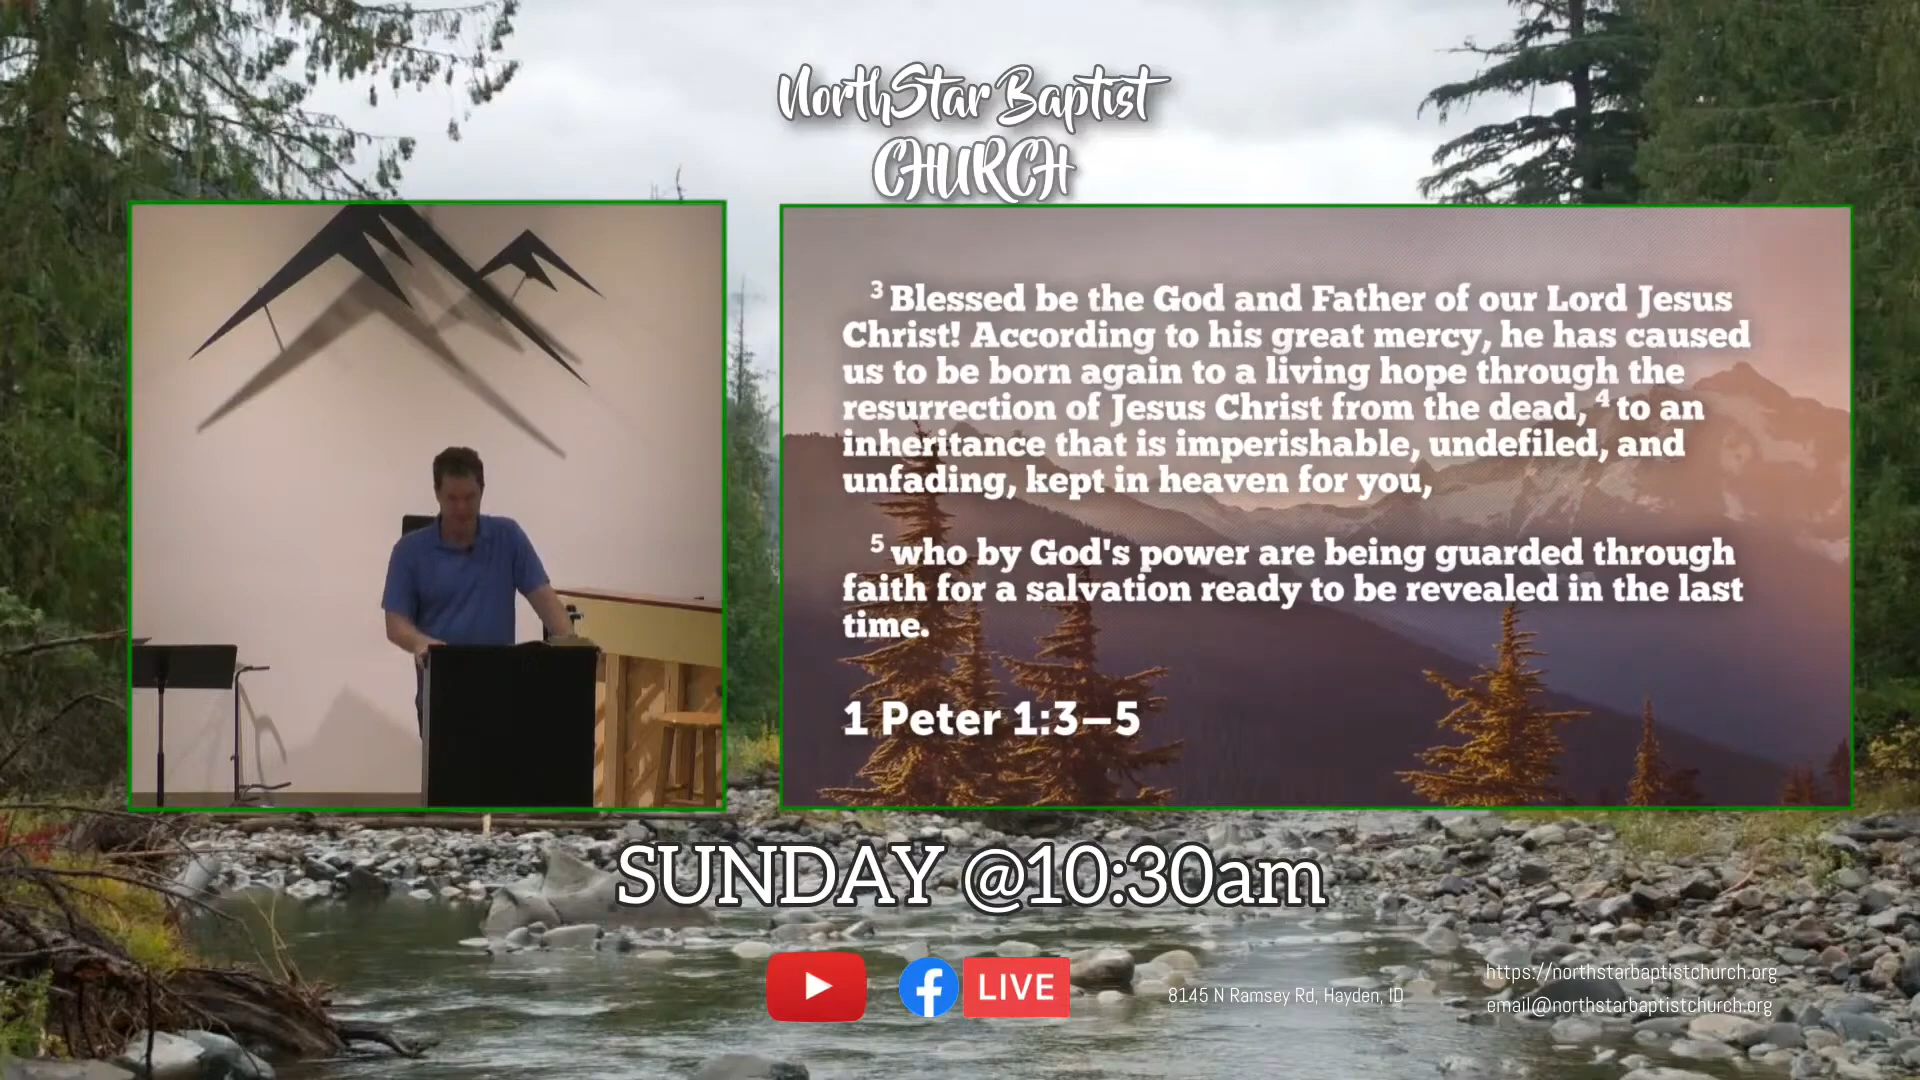 NorthStar Baptist
CHURCH
3 Blessed be the God and Father of our Lord Jesus
Christ! According to his great mercy, he has caused
us to be born again to a living hope through the
resurrection of Jesus Christ from the dead, 4 to an
inheritance that is imperishable, undefiled, and
unfading, kept in heaven for you,
5 who by God's power are being guarded through
faith for a salvation ready to be revealed in the last
time.
1 Peter 1:3–5
SUNDAY @10:30am
LIVE
8145 N Ramsey Rd, Hayden, ID
https://northstarbaptistchurch.org
email@northstarbaptistchurch.org